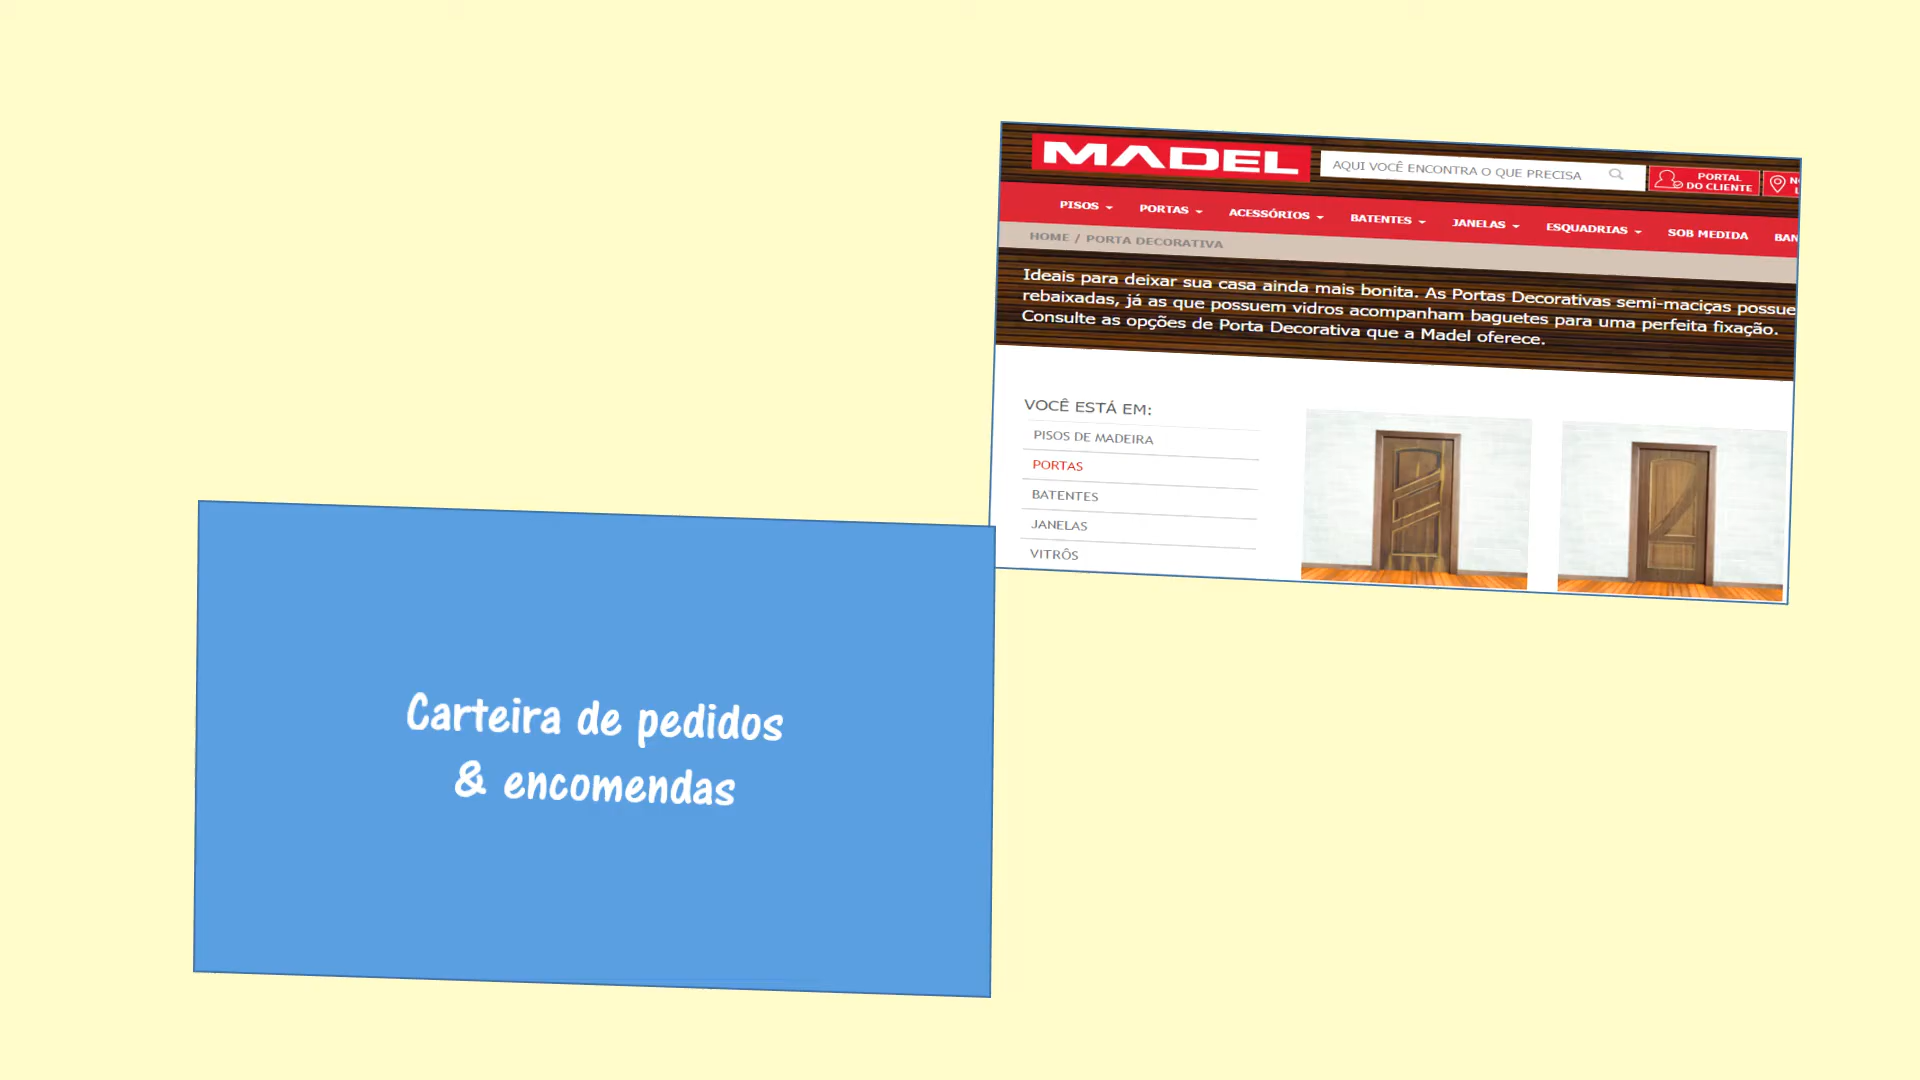 MADEL
AQUI VOCÊ ENCONTRA O QUE PRECISA
PORTAL
DO CLIENTE
PISOS
PORTAS
ACESSÓRIOS
BATENTES
JANELAS
ESQUADRIAS
SOB MEDIDA
BAN
HOME / PORTA DECORATIVA
Ideais para deixar sua casa ainda mais bonita. As Portas Decorativas semi-maciças possue
rebaixadas, já as que possuem vidros acompanham baguetes para uma perfeita fixação.
Consulte as opções de Porta Decorativa que a Madel oferece.
VOCÊ ESTÁ EM:
PISOS DE MADEIRA
PORTAS
BATENTES
JANELAS
VITRÔS
Carteira de pedidos
& encomendas